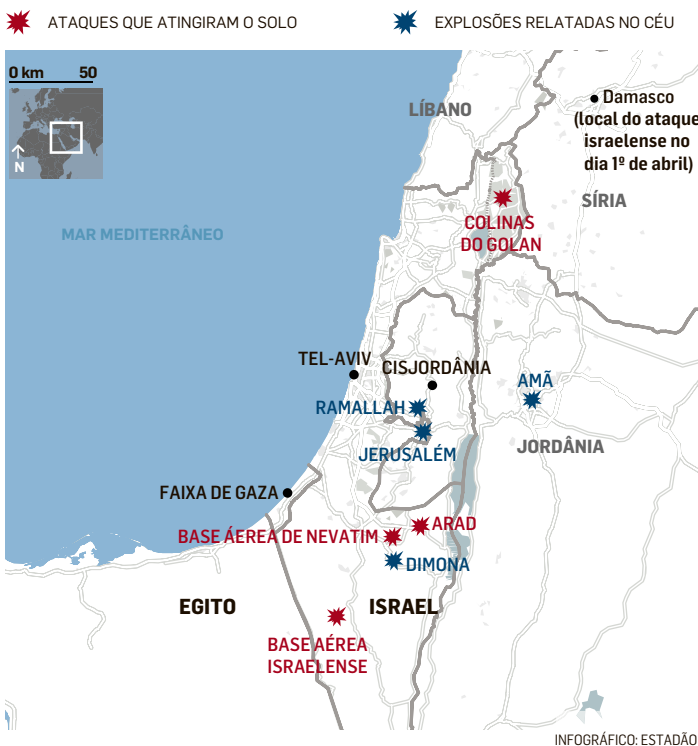 ATAQUES QUE ATINGIRAM O SOLO
EXPLOSÕES RELATADAS NO CÉU
0 km 50
N
LÍBANO
Damasco
(local do ataque
israelense no
dia 1º de abril)
SÍRIA
COLINAS
DO GOLAN
MAR MEDITERRÂNEO
TEL-AVIV
CISJORDÂNIA
RAMALLAH
AMÃ
JERUSALÉM
JORDÂNIA
FAIXA DE GAZA
ARAD
BASE ÁEREA DE NEVATIM
DIMONA
EGITO
ISRAEL
BASE AÉREA
ISRAELENSE
INFOGRÁFICO: ESTADÃO